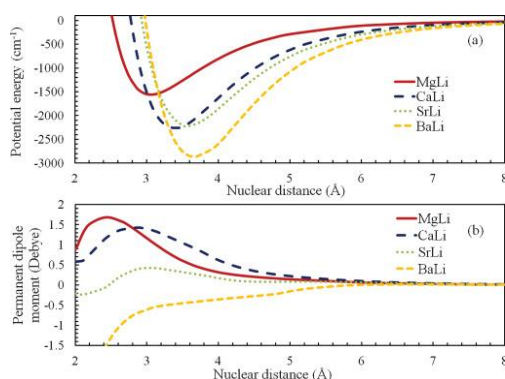 0
-500
-1000
-1500
-2000
-2500
-3000
Potential energy (cm⁻¹)
(a)
MgLi
CaLi
SrLi
BaLi
2 3 4 5 6 7 8
Nuclear distance (Å)
2
1.5
1
0.5
0
-0.5
-1
-1.5
Permanent dipole
moment (Debye)
(b)
MgLi
CaLi
SrLi
BaLi
2 3 4 5 6 7 8
Nuclear distance (Å)